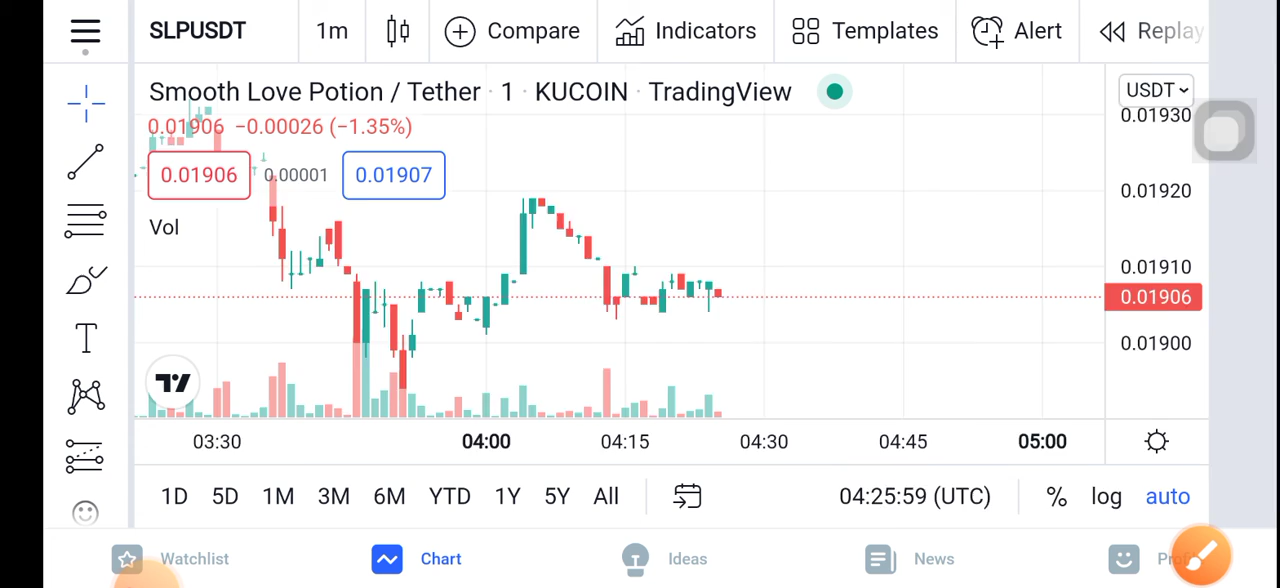 SLPUSDT 1m Compare Indicators Templates Alert Replay
Smooth Love Potion / Tether · 1 · KUCOIN · TradingView
USDT
0.01906 −0.00026 (−1.35%)
0.01906 0.00001 0.01907
Vol
0.01930
0.01920
0.01910
0.01906
0.01900
03:30 04:00 04:15 04:30 04:45 05:00
1D 5D 1M 3M 6M YTD 1Y 5Y All 04:25:59 (UTC) % log auto
Watchlist Chart Ideas News